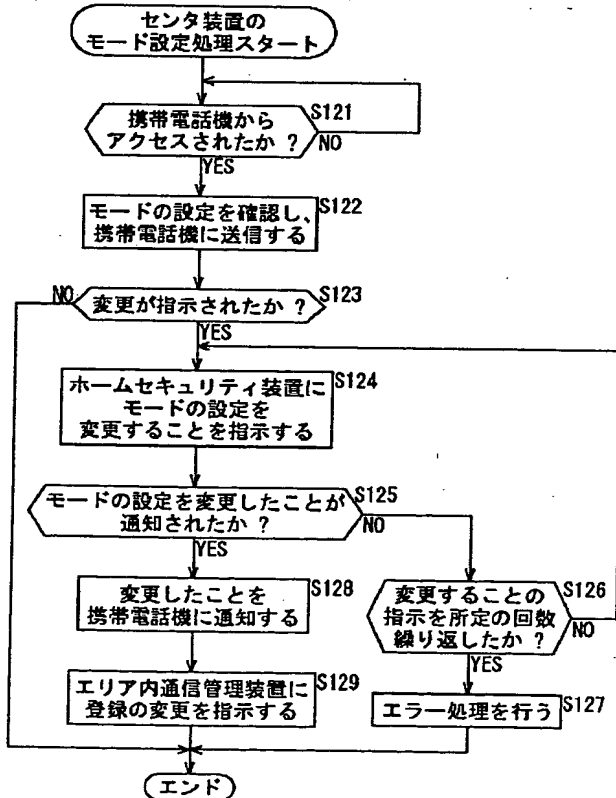 センタ装置の
モード設定処理スタート
携帯電話機から
アクセスされたか ?
S121
NO
YES
モードの設定を確認し、
携帯電話機に送信する
S122
変更が指示されたか ?
S123
NO
YES
ホームセキュリティ装置に
モードの設定を
変更することを指示する
S124
モードの設定を変更したことが
通知されたか ?
S125
NO
YES
変更することの
指示を所定の回数
繰り返したか ?
S126
NO
YES
エラー処理を行う
S127
変更したことを
携帯電話機に通知する
S128
エリア内通信管理装置に
登録の変更を指示する
S129
エンド